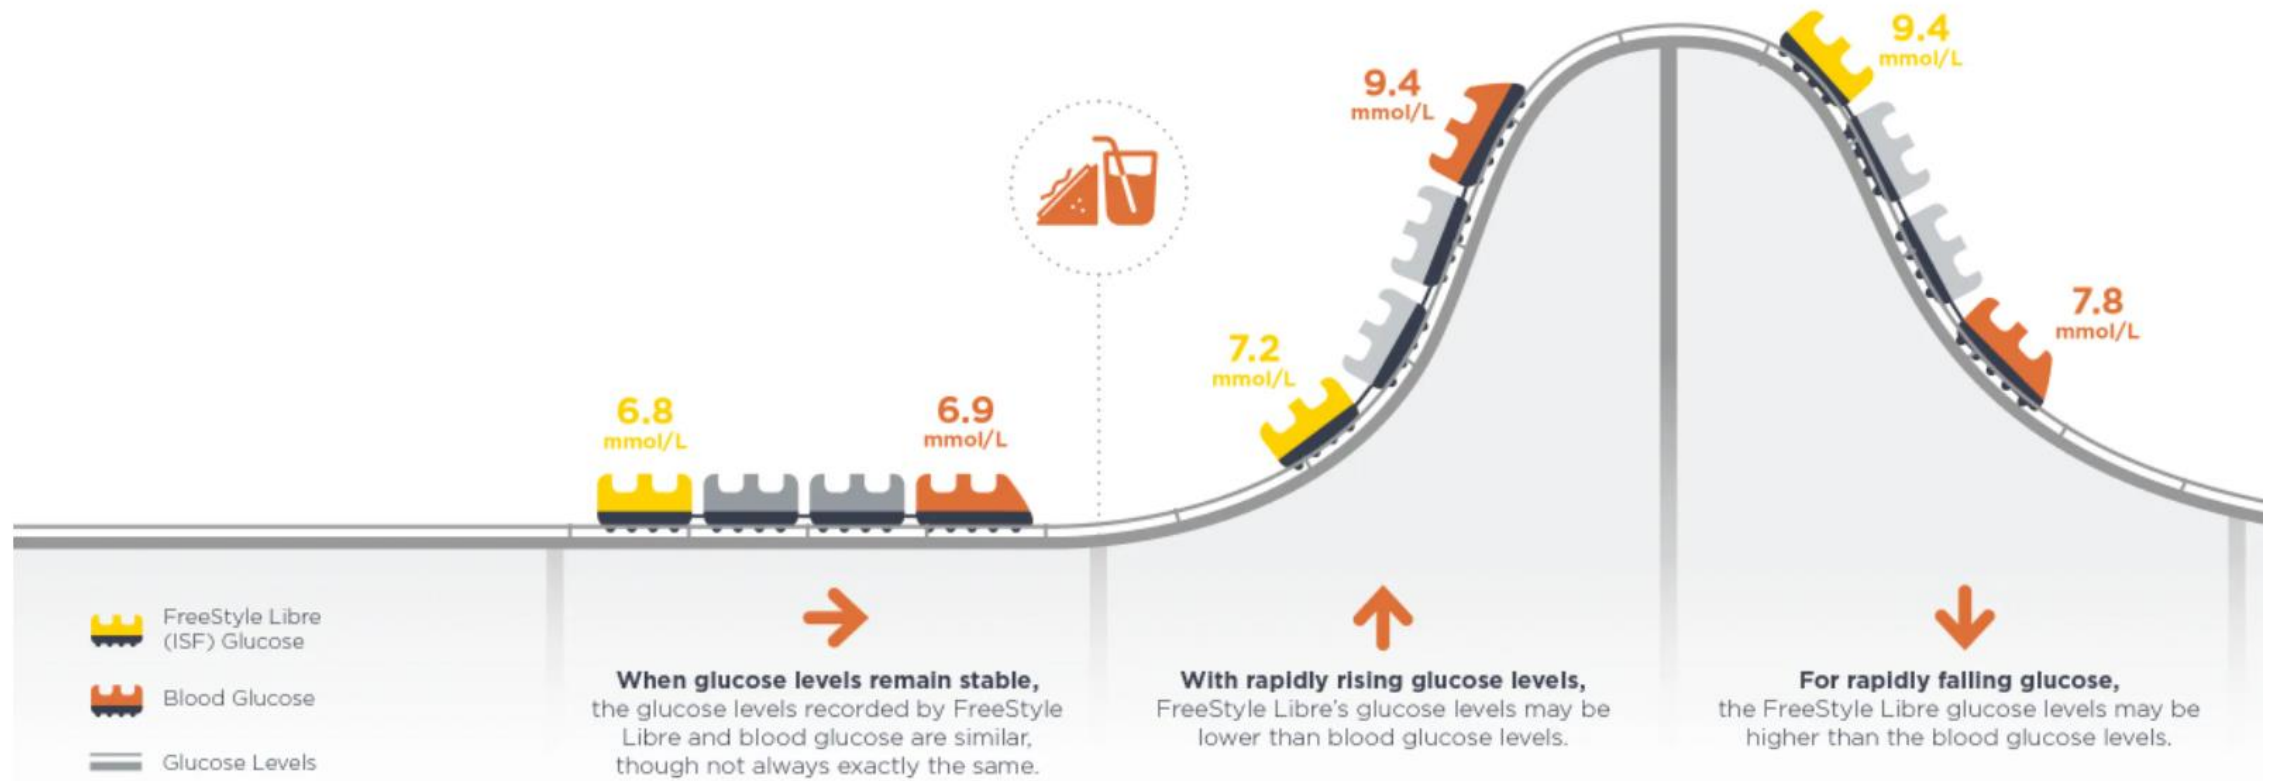 9.4
mmol/L
9.4
mmol/L
7.2
mmol/L
7.8
mmol/L
6.8
mmol/L
6.9
mmol/L
FreeStyle Libre
(ISF) Glucose
Blood Glucose
Glucose Levels
When glucose levels remain stable,
the glucose levels recorded by FreeStyle
Libre and blood glucose are similar,
though not always exactly the same.
With rapidly rising glucose levels,
FreeStyle Libre's glucose levels may be
lower than blood glucose levels.
For rapidly falling glucose,
the FreeStyle Libre glucose levels may be
higher than the blood glucose levels.